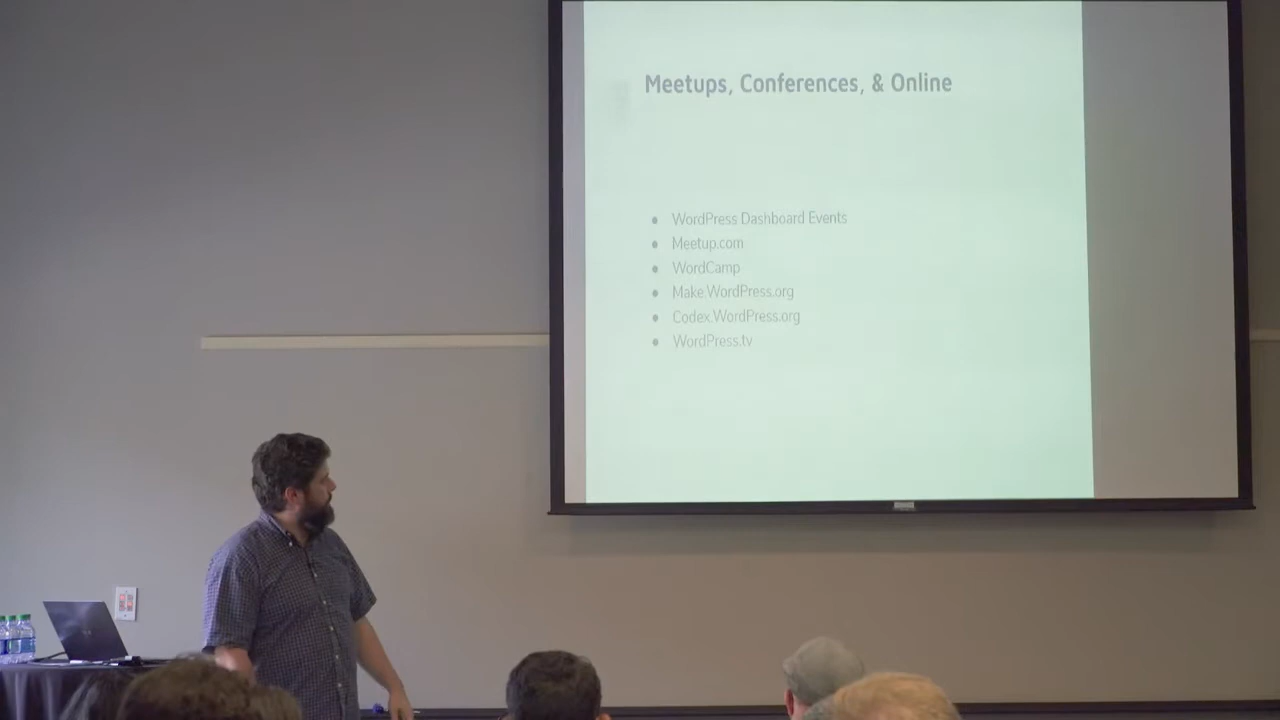 Meetups, Conferences, & Online
● WordPress Dashboard Events
● Meetup.com
● WordCamp
● Make.WordPress.org
● Codex.WordPress.org
● WordPress.tv